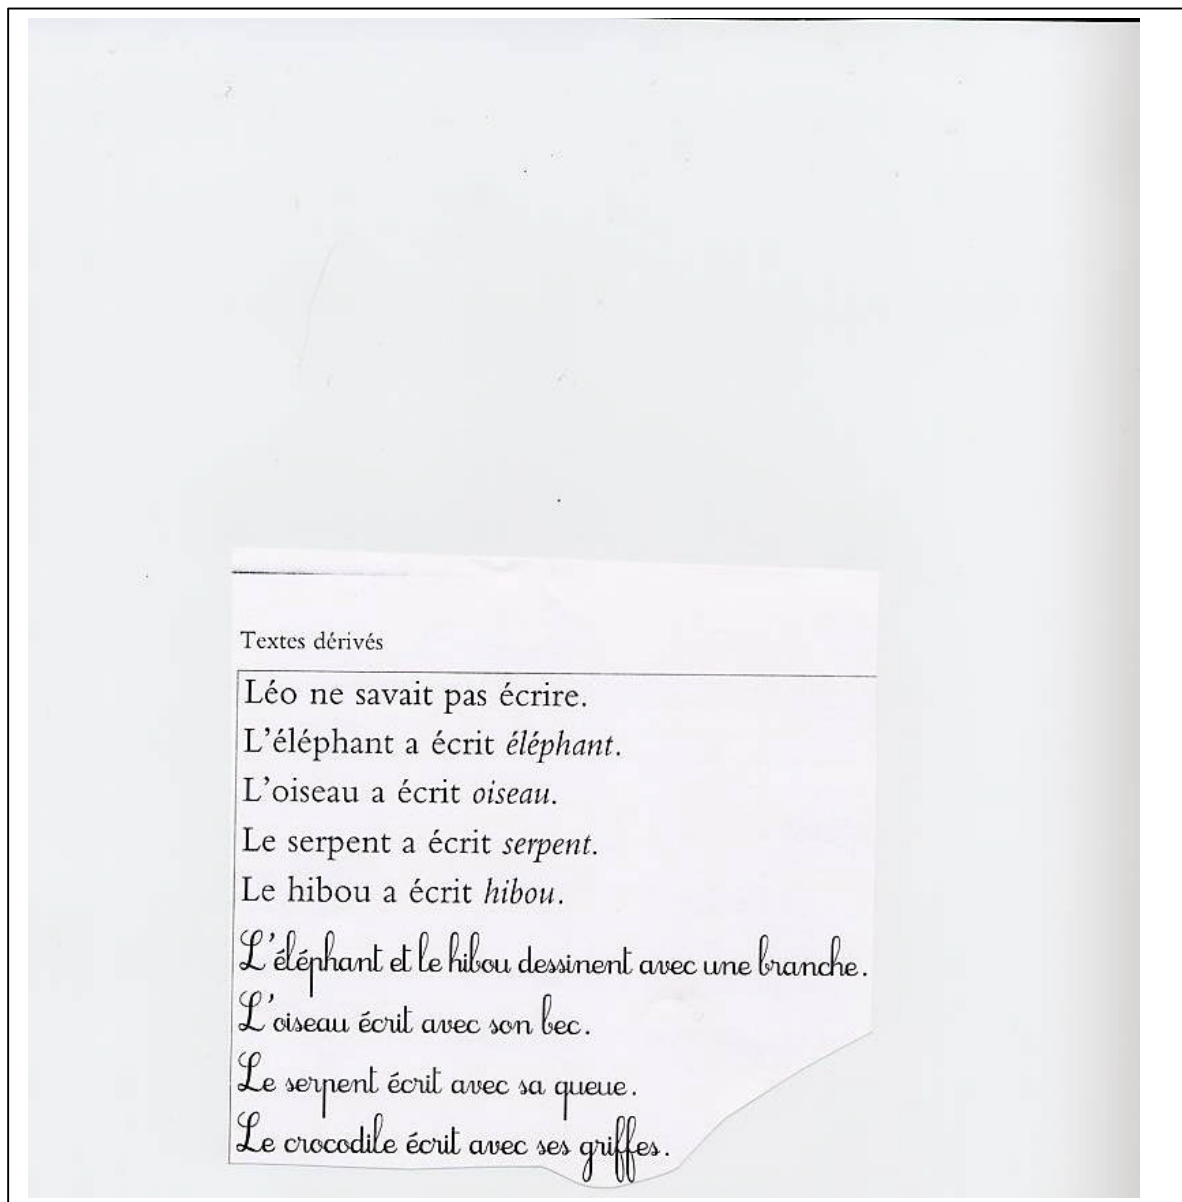 Textes dérivés
Léo ne savait pas écrire.
L'éléphant a écrit éléphant.
L'oiseau a écrit oiseau.
Le serpent a écrit serpent.
Le hibou a écrit hibou.
L'éléphant et le hibou dessinent avec une branche.
L'oiseau écrit avec son bec.
Le serpent écrit avec sa queue.
Le crocodile écrit avec ses griffes.